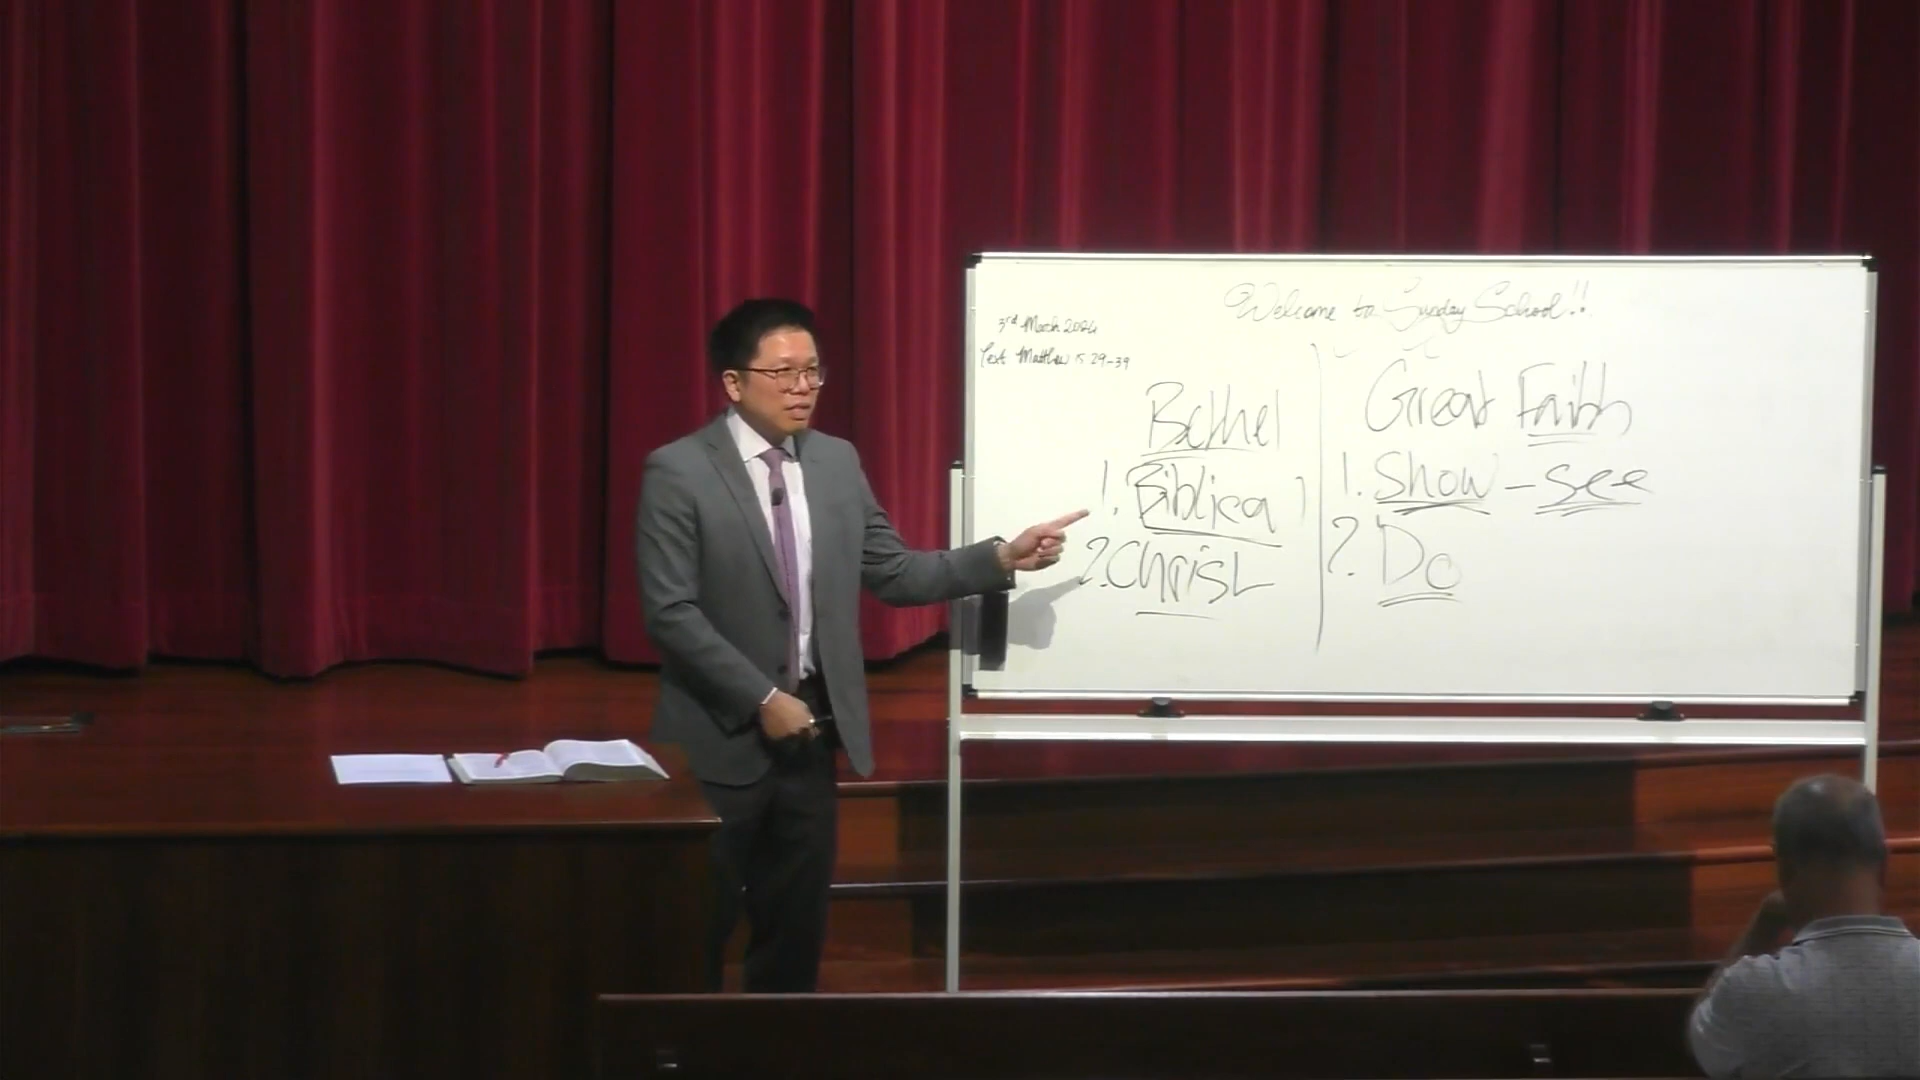 Welcome to Sunday School!!
3rd March 2024
Text Matthew 15 29-39
Bethel
1. Biblical
2. Christ
Great Faith
1. Show - See
2. Do